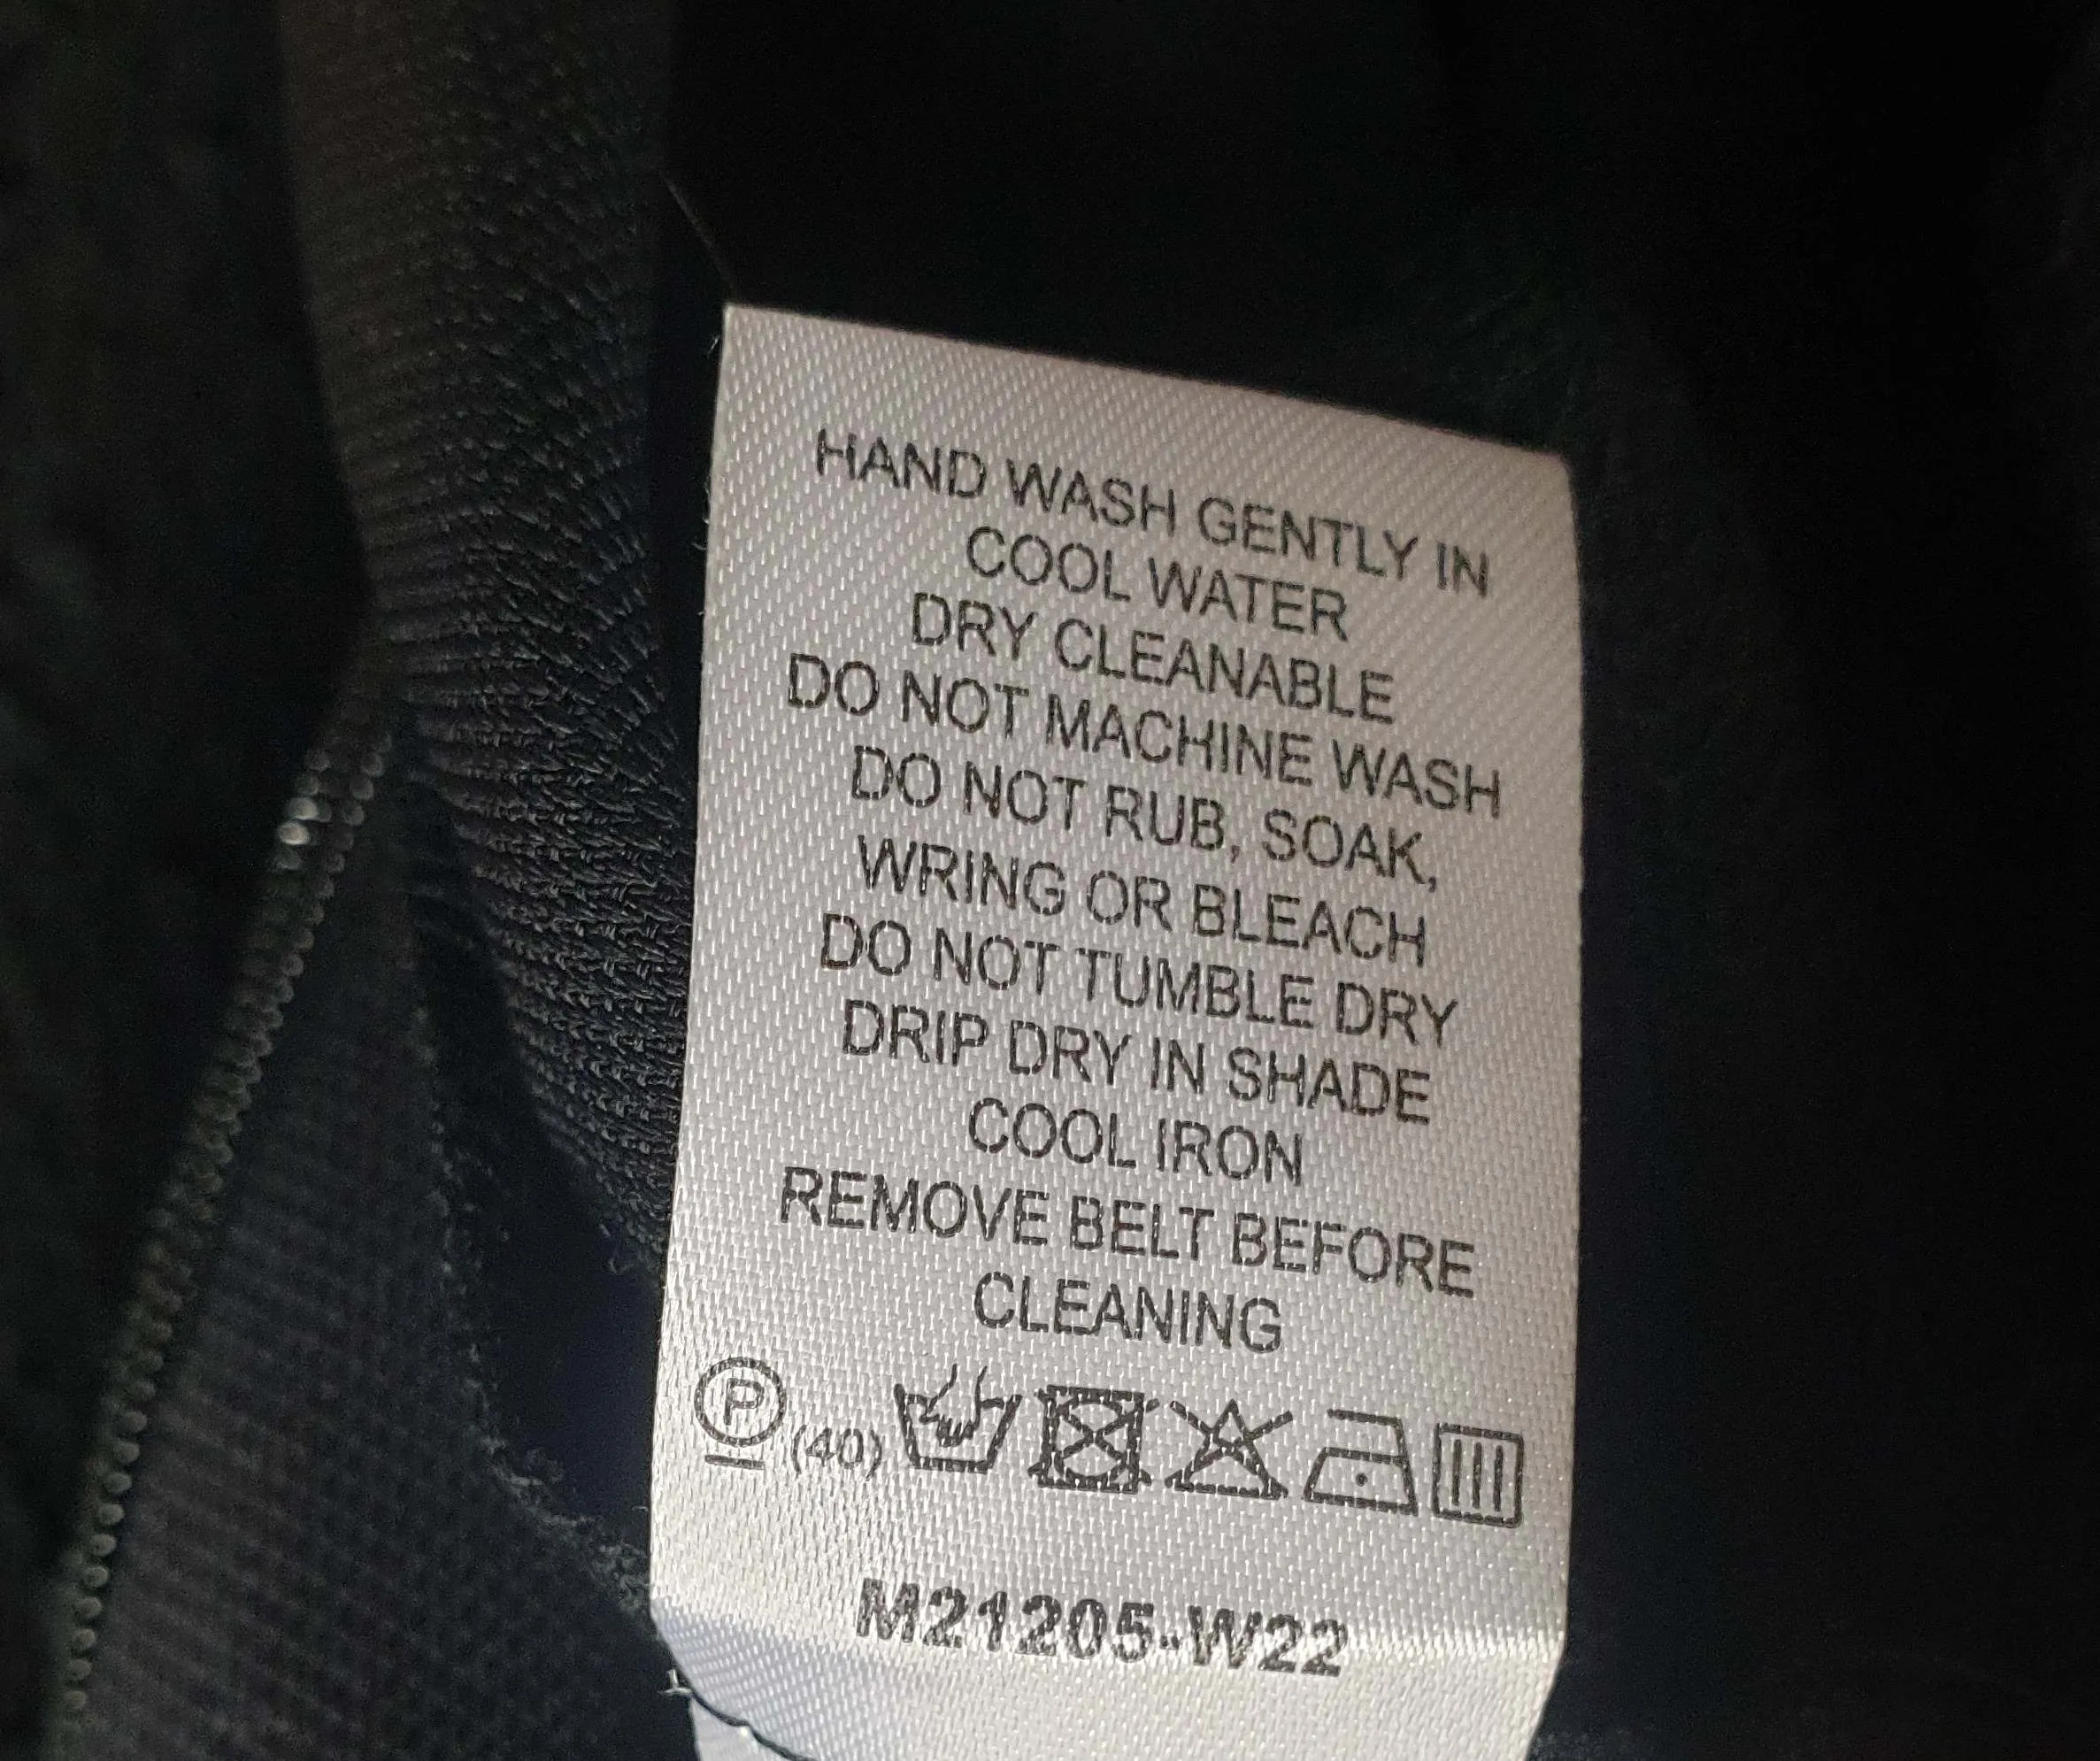 HAND WASH GENTLY IN
COOL WATER
DRY CLEANABLE
DO NOT MACHINE WASH
DO NOT RUB, SOAK,
WRING OR BLEACH
DO NOT TUMBLE DRY
DRIP DRY IN SHADE
COOL IRON
REMOVE BELT BEFORE
CLEANING
P (40)
M21205-W22